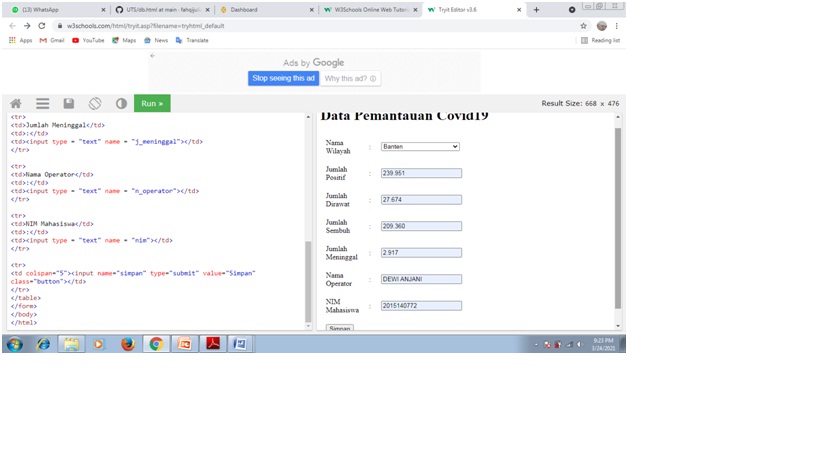 (13) WhatsApp
UTS/db.html at main · fahqjjui
Dashboard
W3Schools Online Web Tutor
Tryit Editor v3.6
w3schools.com/html/tryit.asp?filename=tryhtml_default
Apps
Gmail
YouTube
Maps
News
Translate
Reading list
Ads by Google
Stop seeing this ad
Why this ad?
Run »
Result Size: 668 x 476
<tr>
<td>Jumlah Meninggal</td>
<td>:</td>
<td><input type = "text" name = "j_meninggal"></td>
</tr>
<tr>
<td>Nama Operator</td>
<td>:</td>
<td><input type = "text" name = "n_operator"></td>
</tr>
<tr>
<td>NIM Mahasiswa</td>
<td>:</td>
<td><input type = "text" name = "nim"></td>
</tr>
<tr>
<td colspan="5"><input name="simpan" type="submit" value="Simpan"
class="button"></td>
</tr>
</table>
</form>
</body>
</html>
Data Pemantauan Covid19
Nama
Wilayah : Banten
Jumlah
Positif : 239.951
Jumlah
Dirawat : 27.674
Jumlah
Sembuh : 209.360
Jumlah
Meninggal : 2.917
Nama
Operator : DEWI ANJANI
NIM
Mahasiswa : 2015140772
Simpan
9:23 PM
3/24/2021